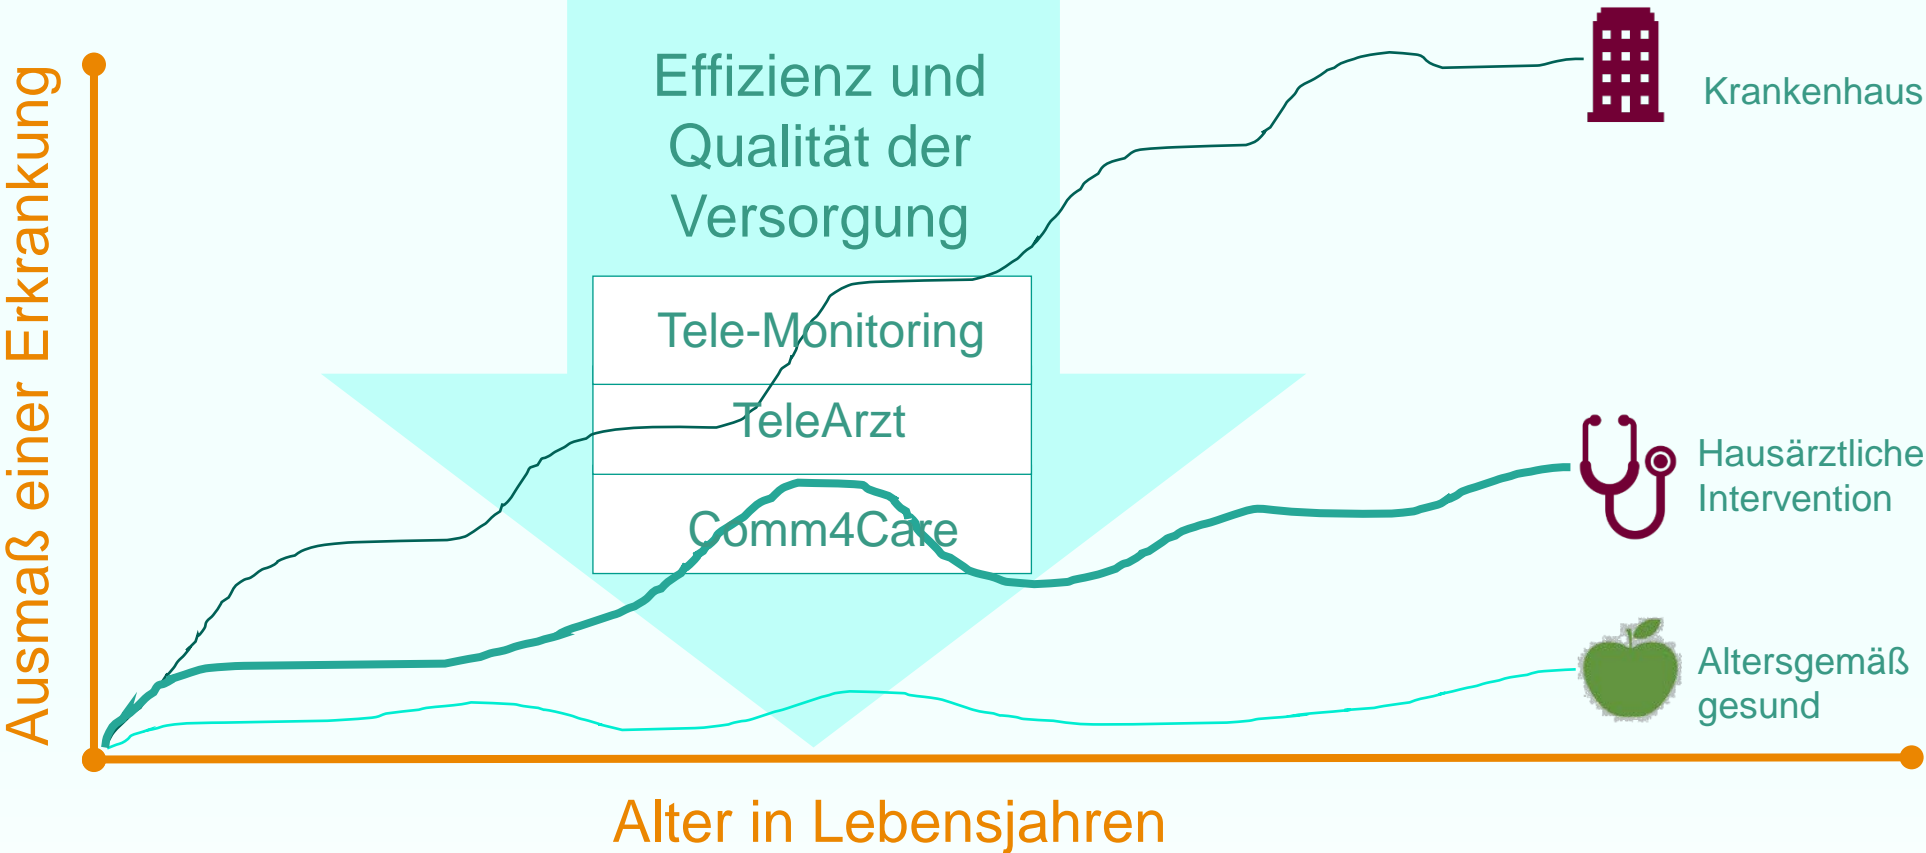 Ausmaß einer Erkrankung
Effizienz und
Qualität der
Versorgung
Tele-Monitoring
TeleArzt
Comm4Care
Krankenhaus
Hausärztliche
Intervention
Altersgemäß
gesund
Alter in Lebensjahren